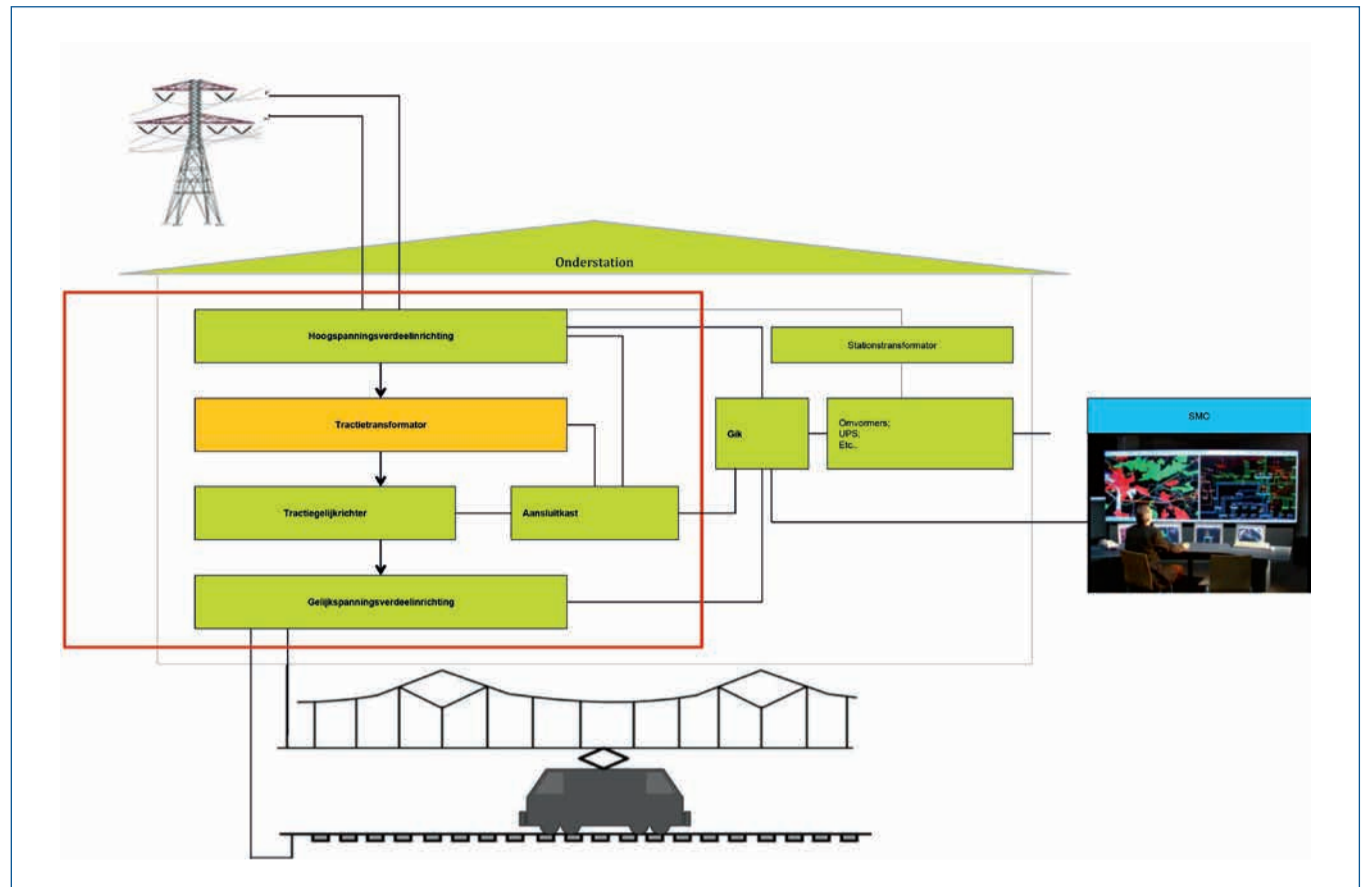 Onderstation
Hoogspanningsverdeelinrichting
Stationstransformator
Tractietransformator
Gik
Omvormers;
UPS;
Etc..
SMC
Tractiegelijkrichter
Aansluitkast
Gelijkspanningsverdeelinrichting